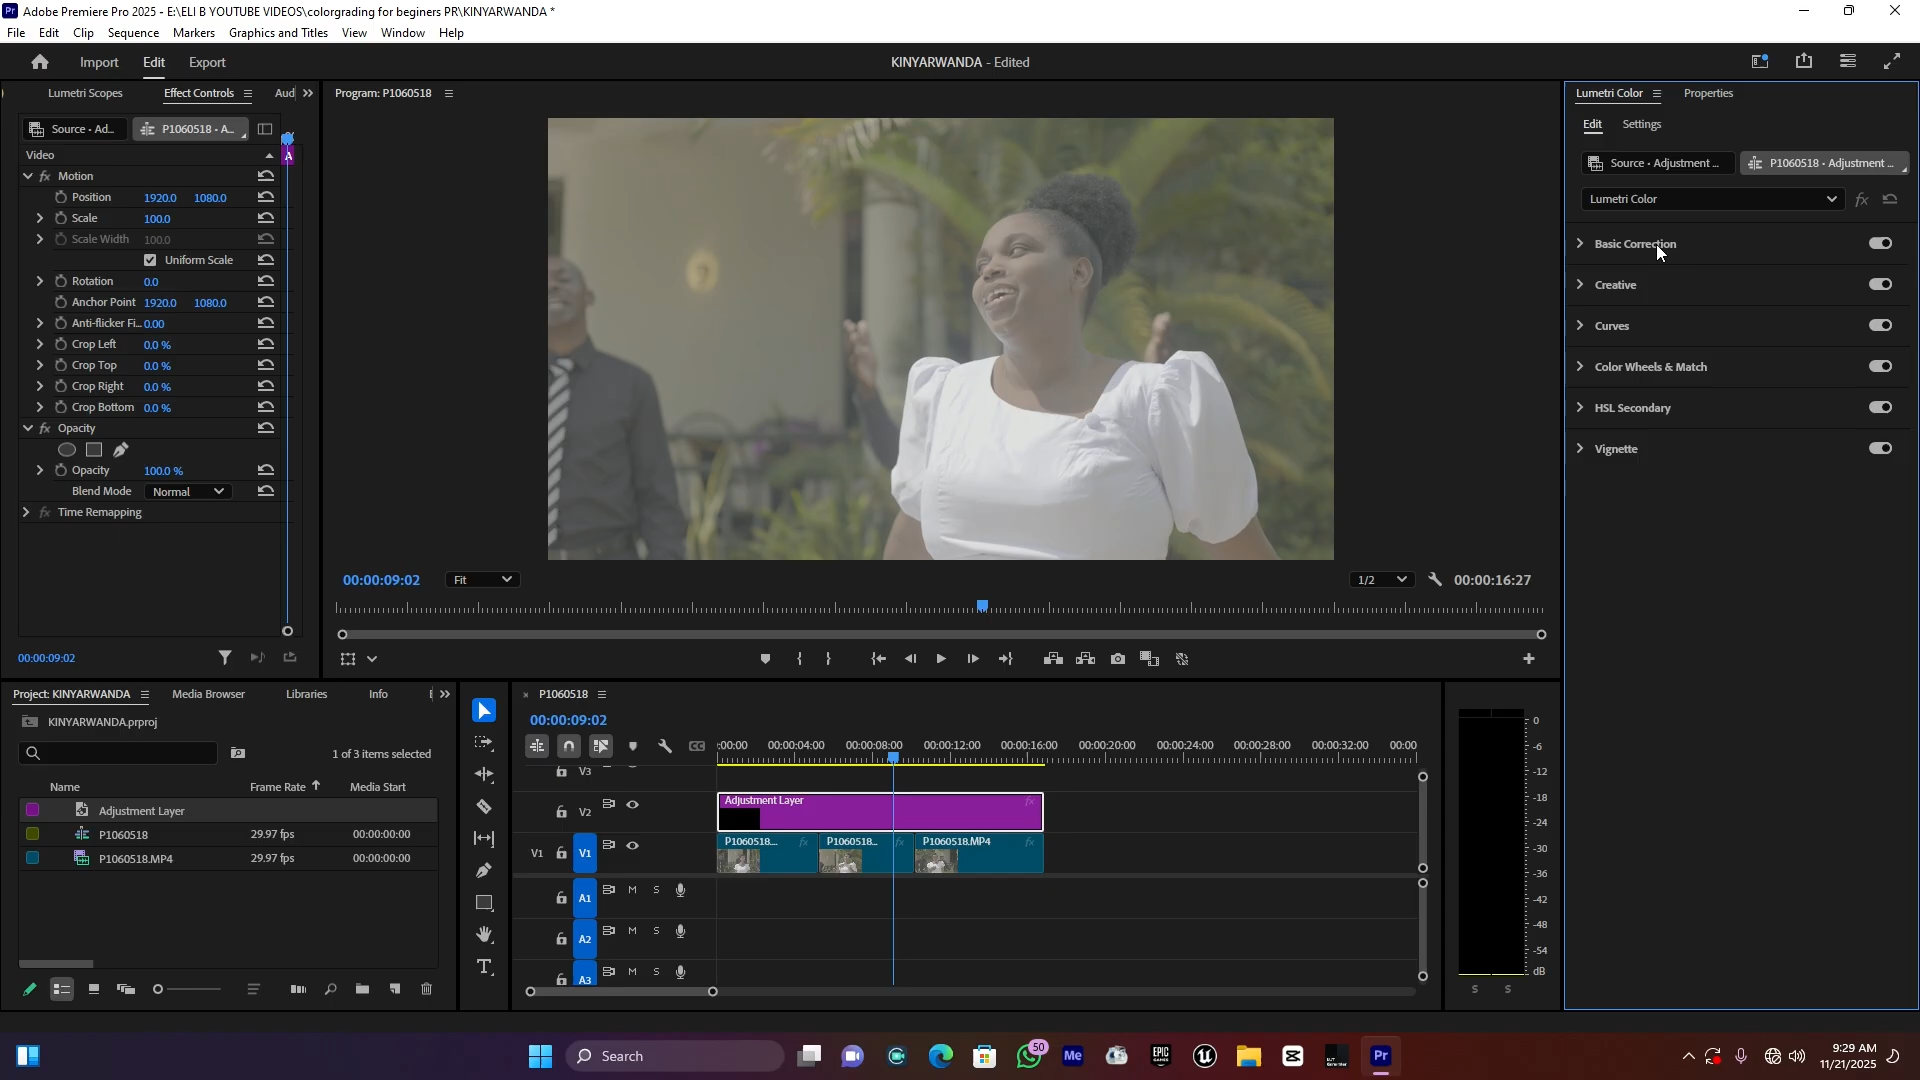 Adobe Premiere Pro 2025 - E:\ELI B YOUTUBE VIDEOS\colorgrading for beginers PR\KINYARWANDA *
File Edit Clip Sequence Markers Graphics and Titles View Window Help
Import Edit Export
KINYARWANDA - Edited
Lumetri Scopes Effect Controls Aud
Source - Ad... P1060518 - A...
Video
A
Motion
Position 1920.0 1080.0
Scale 100.0
Scale Width 100.0
Uniform Scale
Rotation 0.0
Anchor Point 1920.0 1080.0
Anti-flicker Fi... 0.00
Crop Left 0.0 %
Crop Top 0.0 %
Crop Right 0.0 %
Crop Bottom 0.0 %
Opacity
Opacity 100.0 %
Blend Mode Normal
Time Remapping
00:00:09:02
Program: P1060518
00:00:09:02 Fit 1/2 00:00:16:27
Lumetri Color Properties
Edit Settings
Source - Adjustment ... P1060518 - Adjustment ...
Lumetri Color fx
Basic Correction
Creative
Curves
Color Wheels & Match
HSL Secondary
Vignette
Project: KINYARWANDA Media Browser Libraries Info
KINYARWANDA.prproj
1 of 3 items selected
Name Frame Rate Media Start
Adjustment Layer
P1060518 29.97 fps 00:00:00:00
P1060518.MP4 29.97 fps 00:00:00:00
P1060518
00:00:09:02
:00:00 00:00:04:00 00:00:08:00 00:00:12:00 00:00:16:00 00:00:20:00 00:00:24:00 00:00:28:00 00:00:32:00 00:00
V3
V2 Adjustment Layer fx
V1 V1 P1060518.... fx P1060518... fx P1060518.MP4 fx
A1 M S
A2 M S
A3 M S
0
-6
-12
-18
-24
-30
-36
-42
-48
-54
dB
S S
Search
50
Me
EPIC GAMES
Pr
9:29 AM
11/21/2025